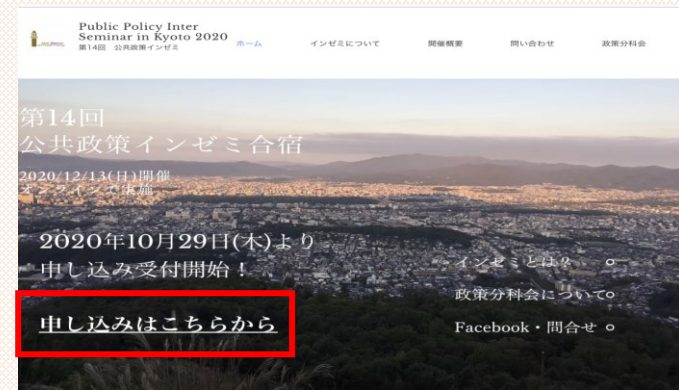 Public Policy Inter
Seminar in Kyoto 2020
第14回 公共政策インゼミ
ホーム
インゼミについて
開催概要
問い合わせ
政策分科会
第14回
公共政策インゼミ合宿
2020/12/13(日)開催
オンラインで実施
2020年10月29日(木)より
申し込み受付開始！
申し込みはこちらから
インゼミとは？
政策分科会について
Facebook・問合せ